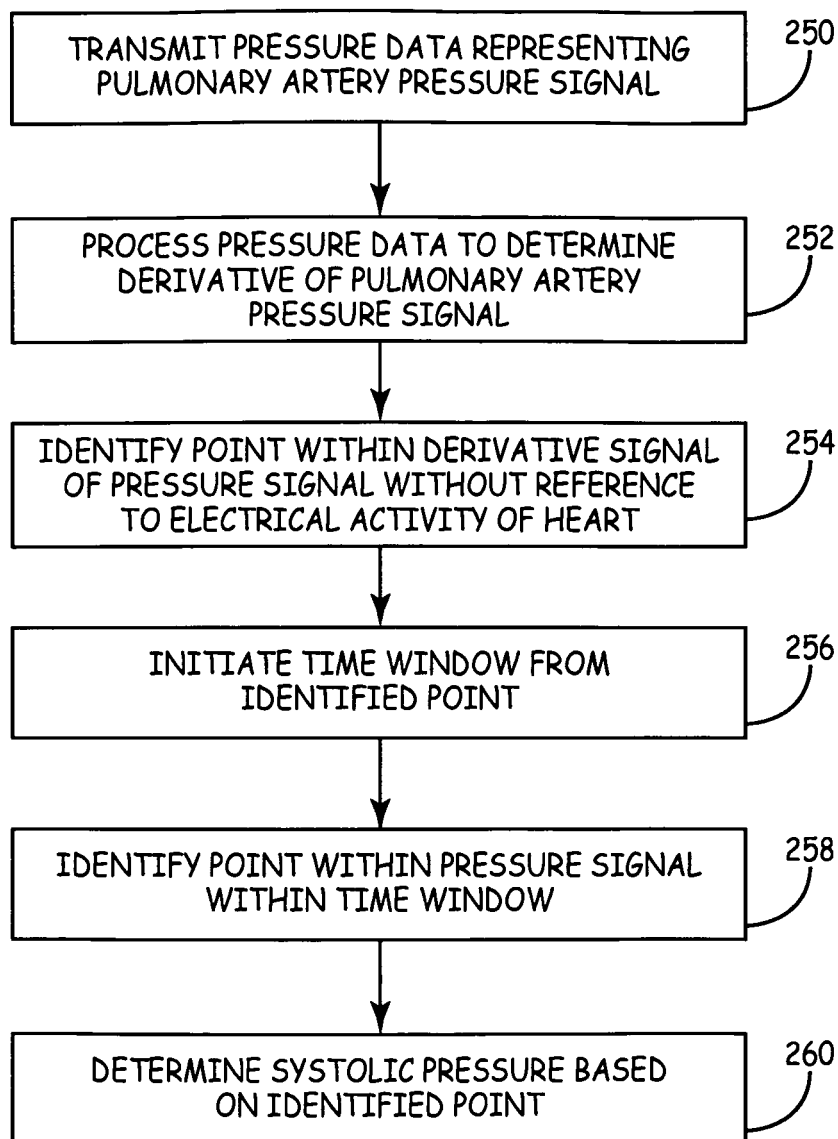 TRANSMIT PRESSURE DATA REPRESENTING
PULMONARY ARTERY PRESSURE SIGNAL
250
PROCESS PRESSURE DATA TO DETERMINE
DERIVATIVE OF PULMONARY ARTERY
PRESSURE SIGNAL
252
IDENTIFY POINT WITHIN DERIVATIVE SIGNAL
OF PRESSURE SIGNAL WITHOUT REFERENCE
TO ELECTRICAL ACTIVITY OF HEART
254
INITIATE TIME WINDOW FROM
IDENTIFIED POINT
256
IDENTIFY POINT WITHIN PRESSURE SIGNAL
WITHIN TIME WINDOW
258
DETERMINE SYSTOLIC PRESSURE BASED
ON IDENTIFIED POINT
260